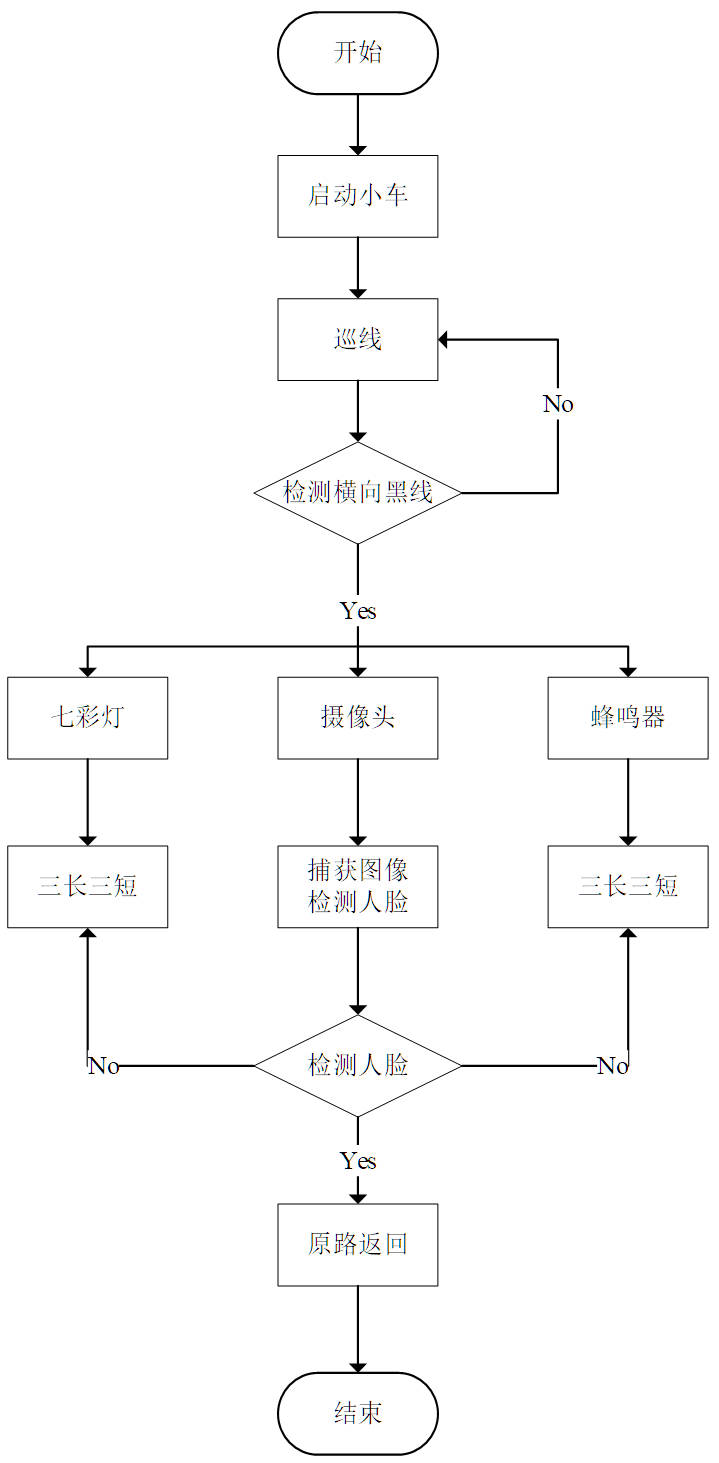 开始
启动小车
巡线
No
检测横向黑线
Yes
七彩灯
摄像头
蜂鸣器
三长三短
捕获图像
检测人脸
三长三短
No
检测人脸
No
Yes
原路返回
结束